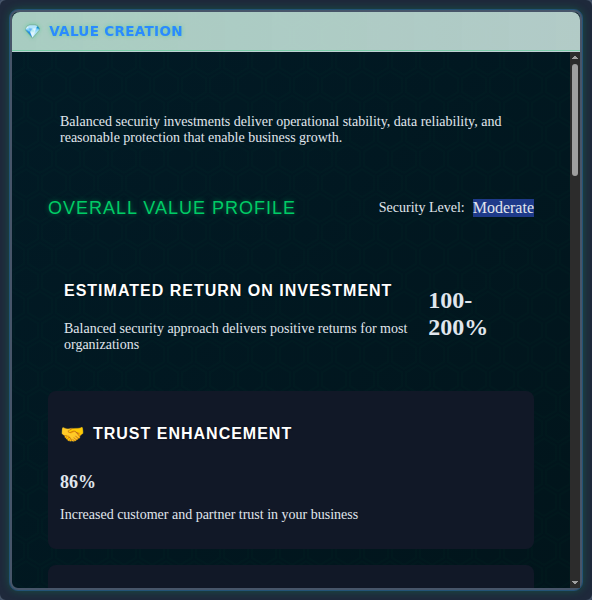 💎 VALUE CREATION
Balanced security investments deliver operational stability, data reliability, and
reasonable protection that enable business growth.
OVERALL VALUE PROFILE
Security Level: Moderate
ESTIMATED RETURN ON INVESTMENT
100-
200%
Balanced security approach delivers positive returns for most
organizations
🤝 TRUST ENHANCEMENT
86%
Increased customer and partner trust in your business